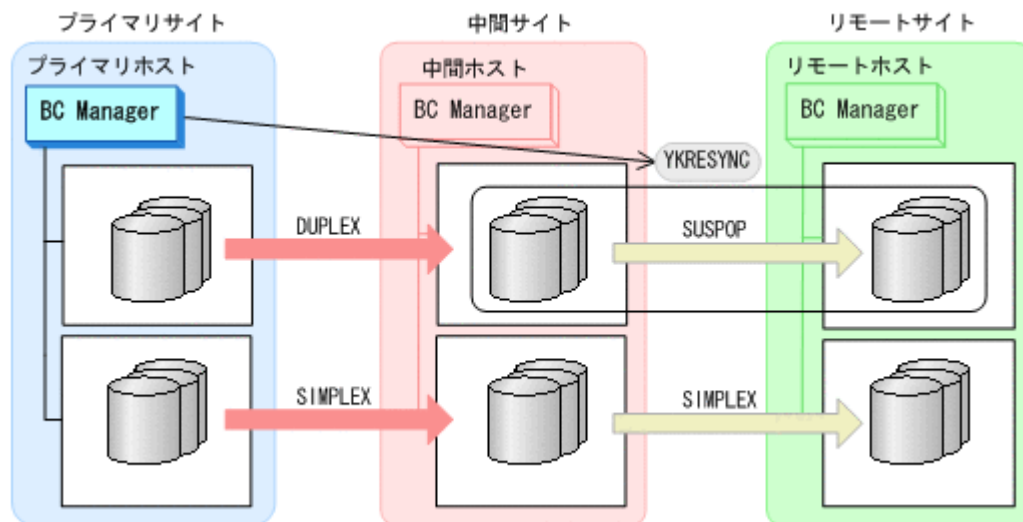 プライマリサイト
中間サイト
リモートサイト
プライマリホスト
中間ホスト
リモートホスト
BC Manager
BC Manager
BC Manager
YKRESYNC
DUPLEX
SUSPOP
SIMPLEX
SIMPLEX